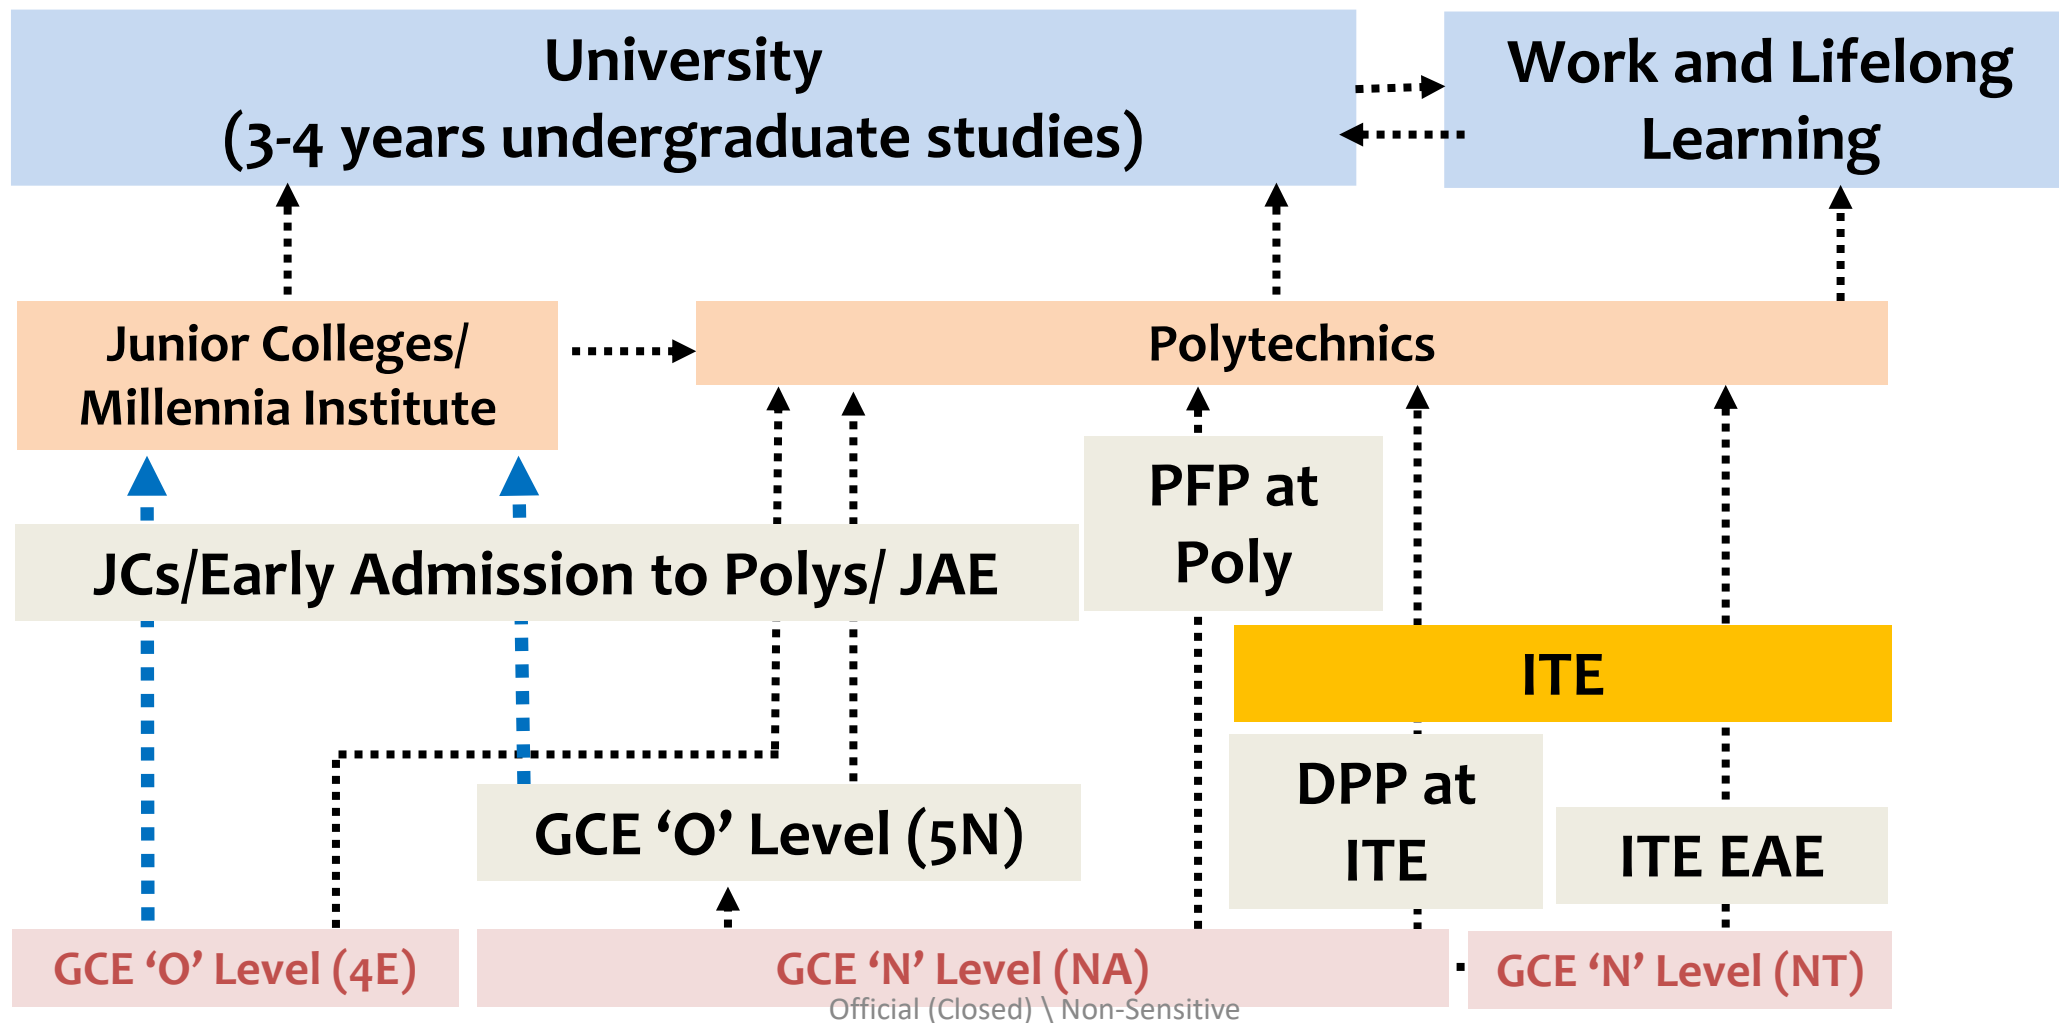 University
(3-4 years undergraduate studies)
Work and Lifelong
Learning
Junior Colleges/
Millennia Institute
Polytechnics
PFP at
Poly
JCs/Early Admission to Polys/ JAE
ITE
DPP at
ITE
GCE ‘O’ Level (5N)
ITE EAE
GCE ‘O’ Level (4E)
GCE ‘N’ Level (NA)
GCE ‘N’ Level (NT)
Official (Closed) \ Non-Sensitive